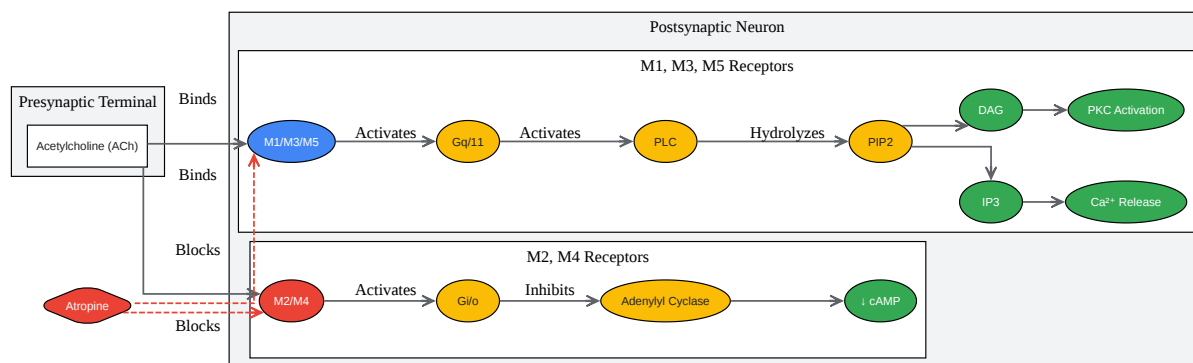 Postsynaptic Neuron
M1, M3, M5 Receptors
Presynaptic Terminal
Acetylcholine (ACh)
Binds
Binds
M1/M3/M5
Activates
Gq/11
Activates
PLC
Hydrolyzes
PIP2
DAG
PKC Activation
IP3
Ca²⁺ Release
Blocks
M2, M4 Receptors
Atropine
Blocks
M2/M4
Activates
Gi/o
Inhibits
Adenylyl Cyclase
↓ cAMP